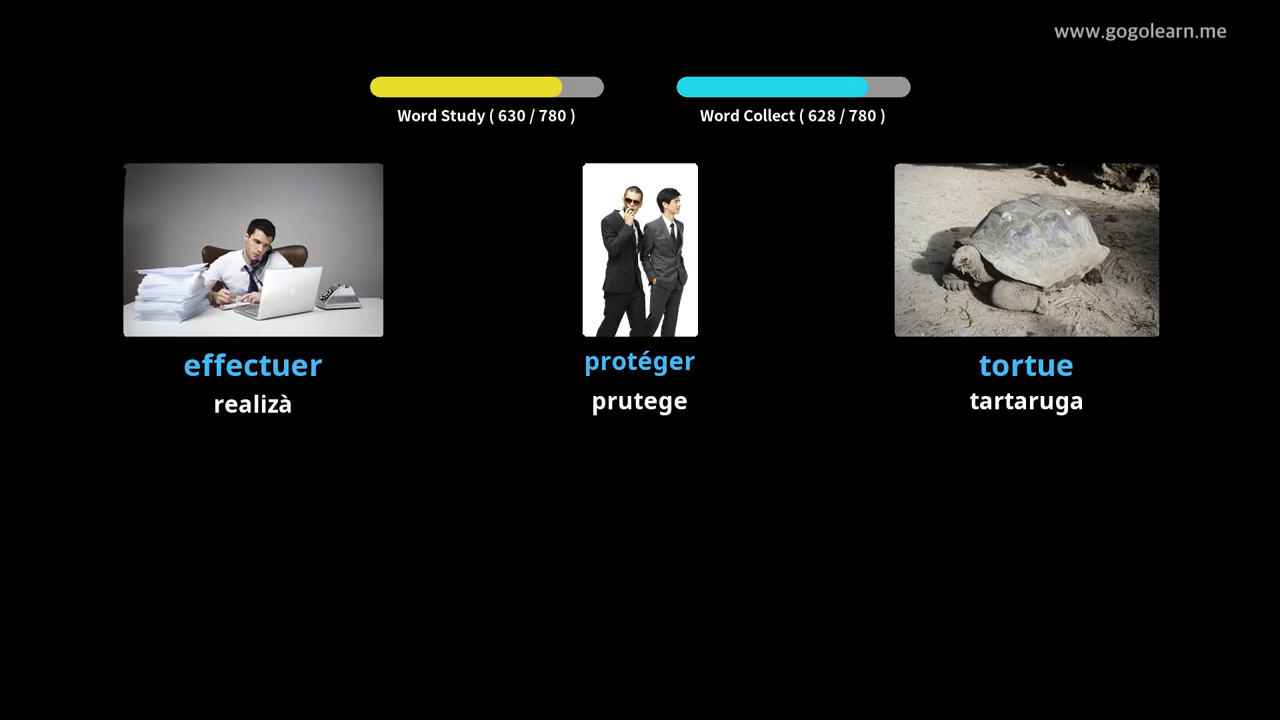 www.gogolearn.me
Word Study ( 630 / 780 )
Word Collect ( 628 / 780 )
effectuer
realizà
protéger
prutege
tortue
tartaruga